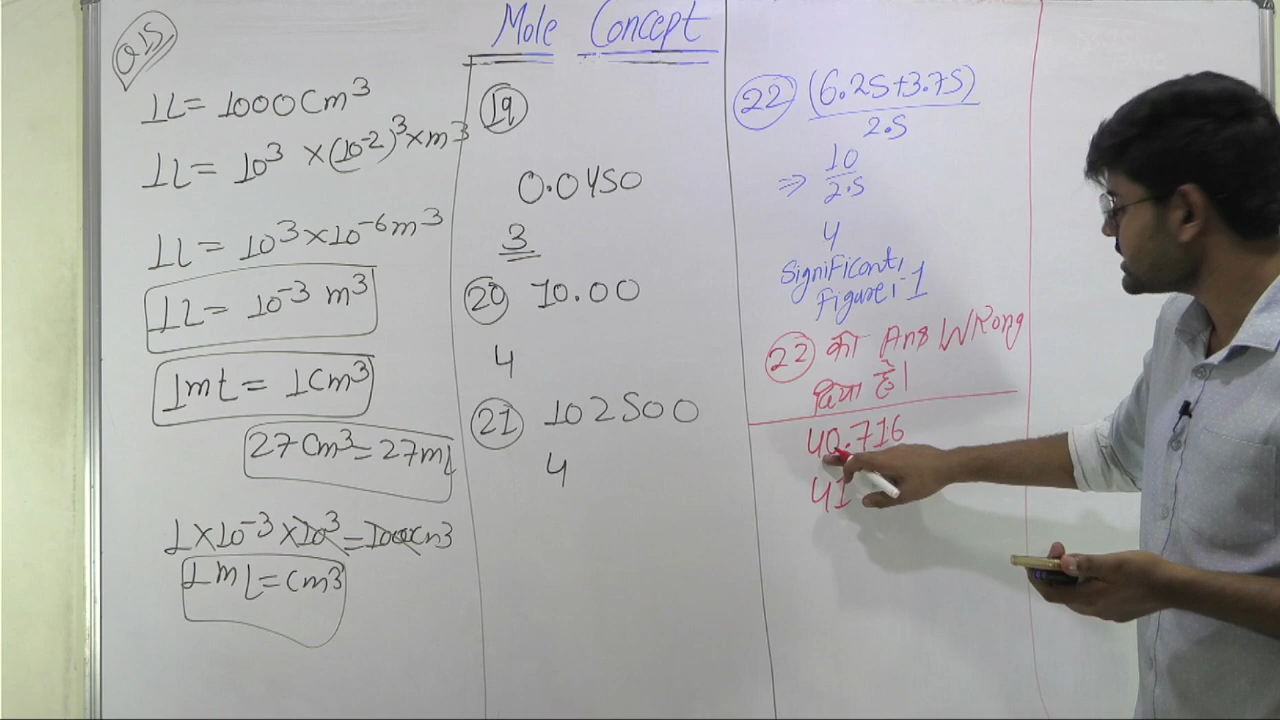 Mole Concept
Q.15
1L = 1000 Cm³
1L = 10³ × (10⁻²)³ × m³
1L = 10³ × 10⁻⁶ m³
1L = 10⁻³ m³
1mL = 1Cm³
27 Cm³ = 27mL
1 × 10⁻³ × 10³ = 1000Cm3
1mL = Cm³
19
0.0450
3
20 10.00
4
21 102500
4
22 (6.25+3.75)
2.5
⇒ 10
2.5
4
Significant
Figure :- 1
22 का Ans WRong
दिया है।
40.716
41